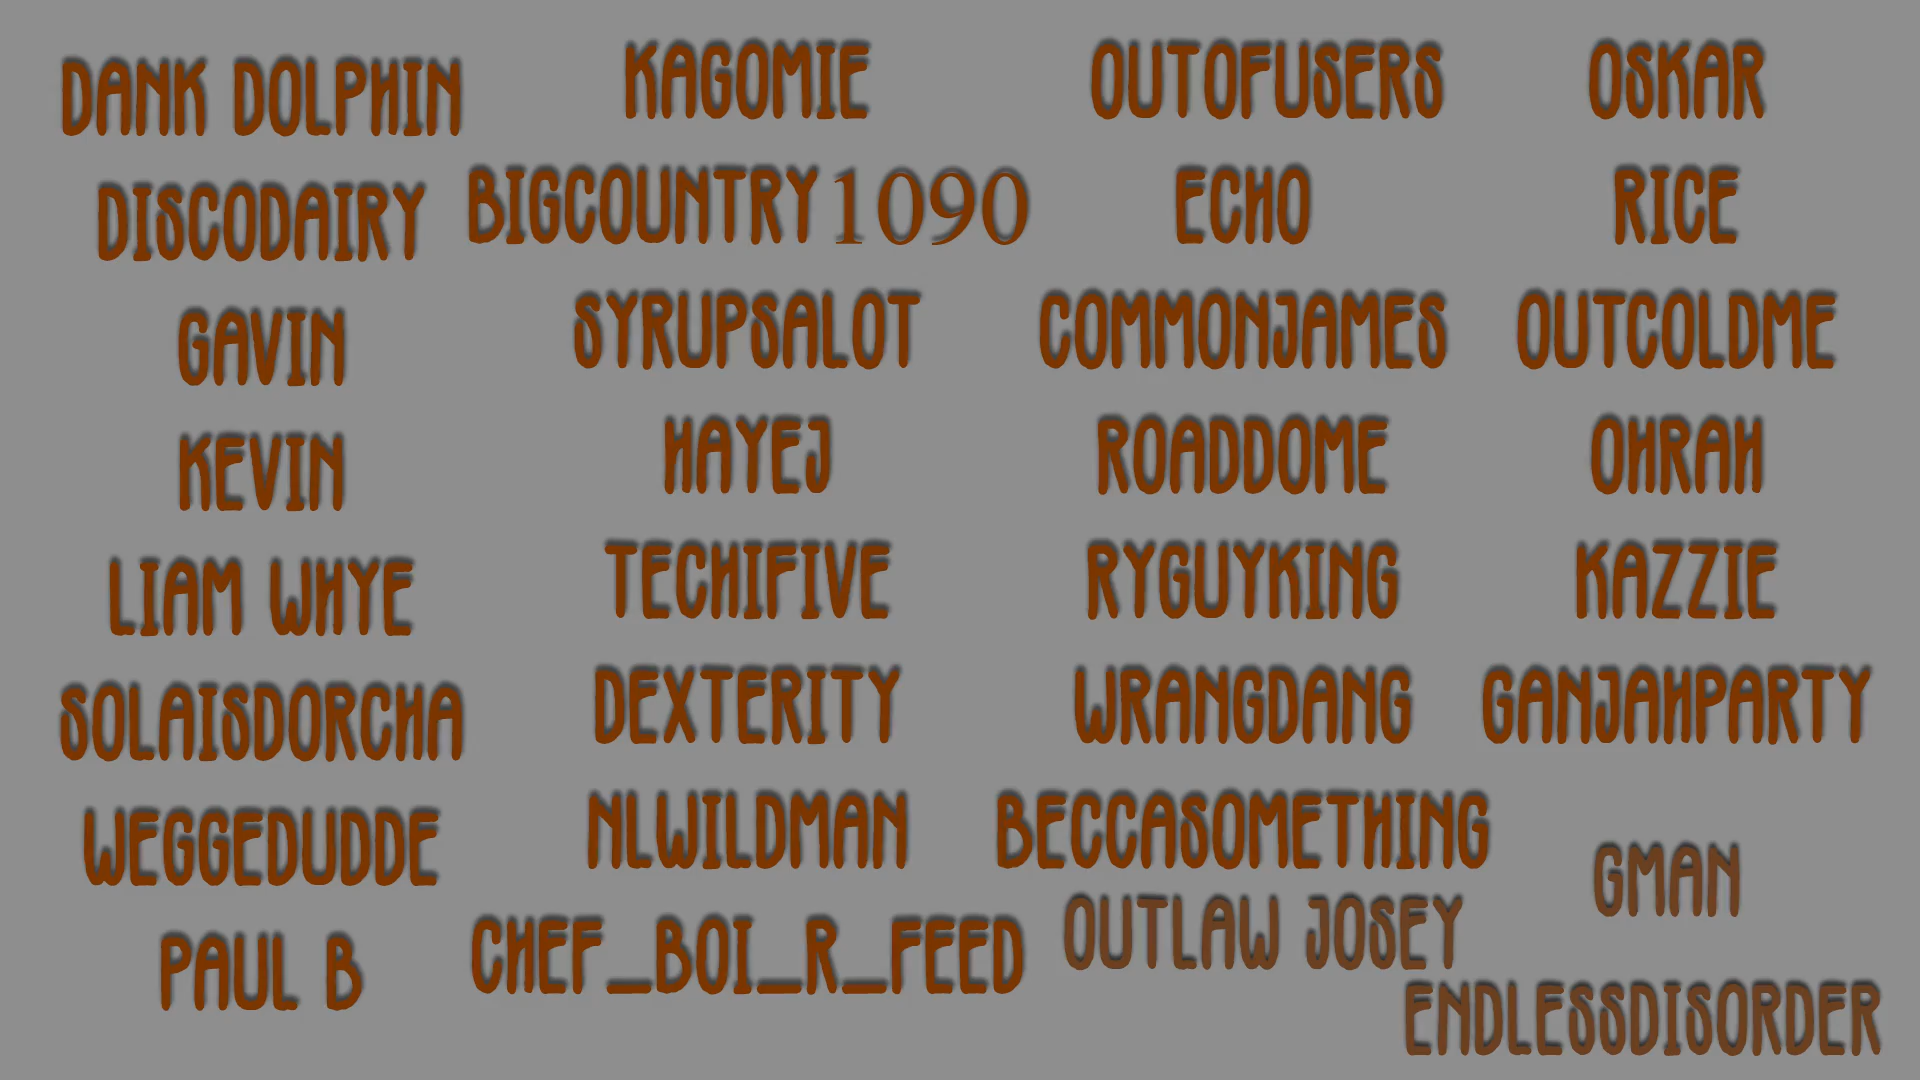 DANK DOLPHIN
DISCODAIRY
GAVIN
KEVIN
LIAM WHYE
SOLAISDORCHA
WEGGEDUDDE
PAUL B
KAGOMIE
BIGCOUNTRY1090
SYRUPSALOT
HAYEJ
TECHIFIVE
DEXTERITY
NLWILDMAN
CHEF_BOI_R_FEED
OUTOFUSERS
ECHO
COMMONJAMES
ROADDOME
RYGUYKING
WRANGDANG
BECCASOMETHING
OUTLAW JOSEY
OSKAR
RICE
OUTCOLDME
OHRAH
KAZZIE
GANJAHPARTY
GMAN
ENDLESSDISORDER